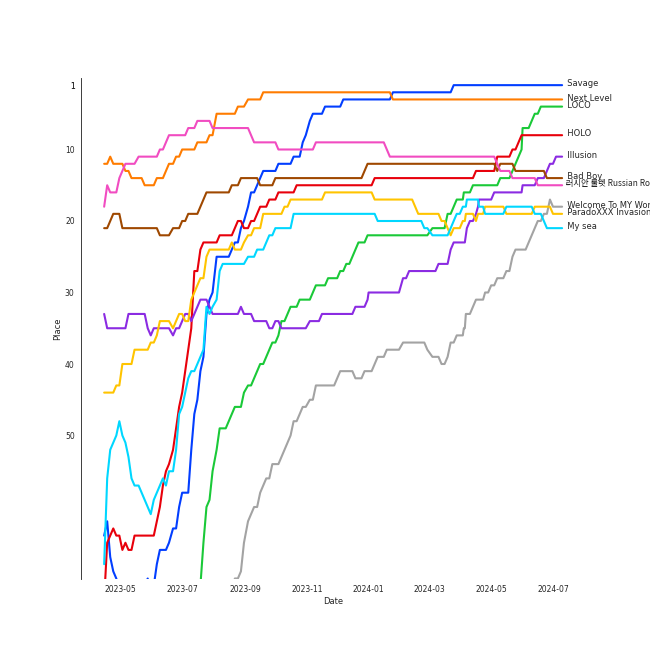 1
10
20
30
40
50
Place
2023-05
2023-07
2023-09
2023-11
2024-01
2024-03
2024-05
2024-07
Date
Savage
Next Level
LOCO
HOLO
Illusion
Bad Boy
러시안 룰렛 Russian Ro
Welcome To MY Wor
ParadoXXX Invasion
My sea